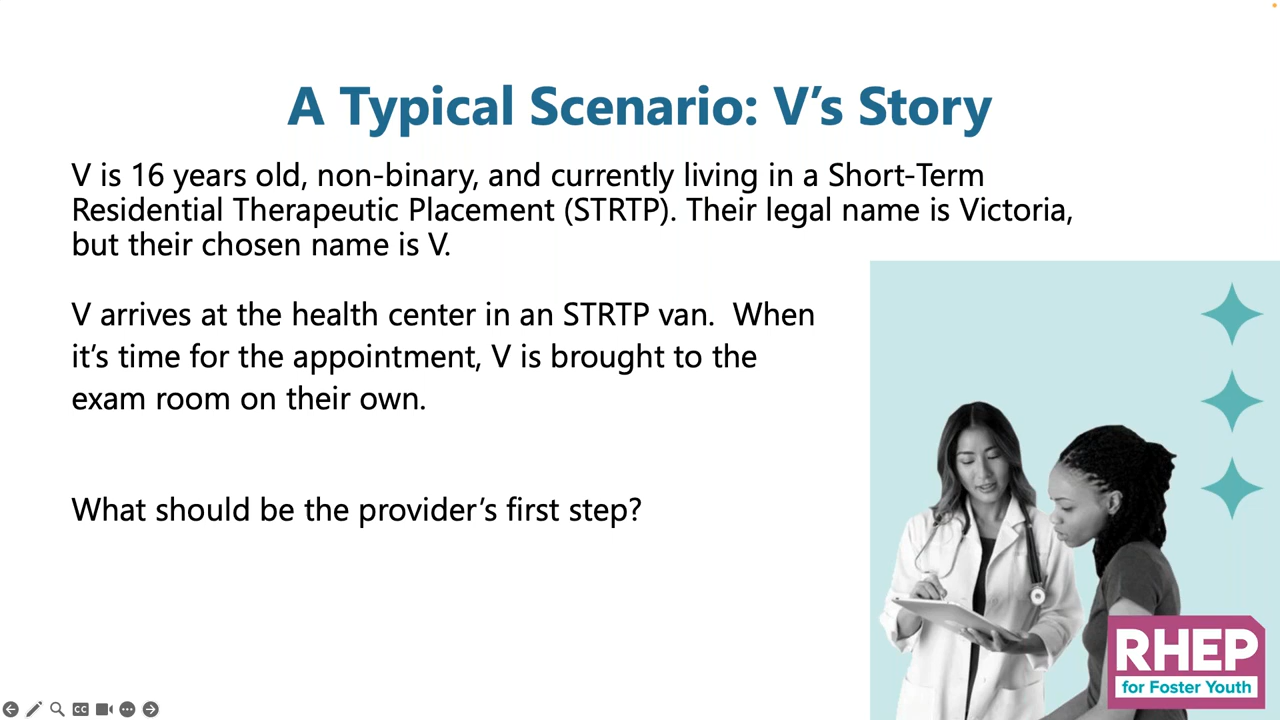 A Typical Scenario: V’s Story
V is 16 years old, non-binary, and currently living in a Short-Term
Residential Therapeutic Placement (STRTP). Their legal name is Victoria,
but their chosen name is V.
V arrives at the health center in an STRTP van.  When
it’s time for the appointment, V is brought to the
exam room on their own.
What should be the provider’s first step?
RHEP
for Foster Youth
CC